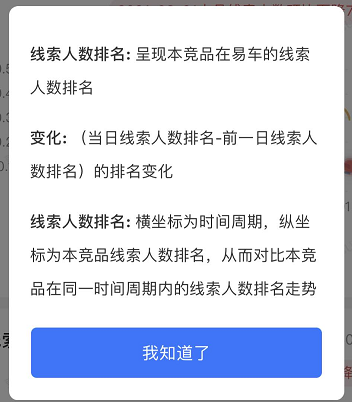 线索人数排名: 呈现本竞品在易车的线索
人数排名
变化: （当日线索人数排名-前一日线索人
数排名）的排名变化
线索人数排名: 横坐标为时间周期，纵坐
标为本竞品线索人数排名，从而对比本竞
品在同一时间周期内的线索人数排名走势
我知道了